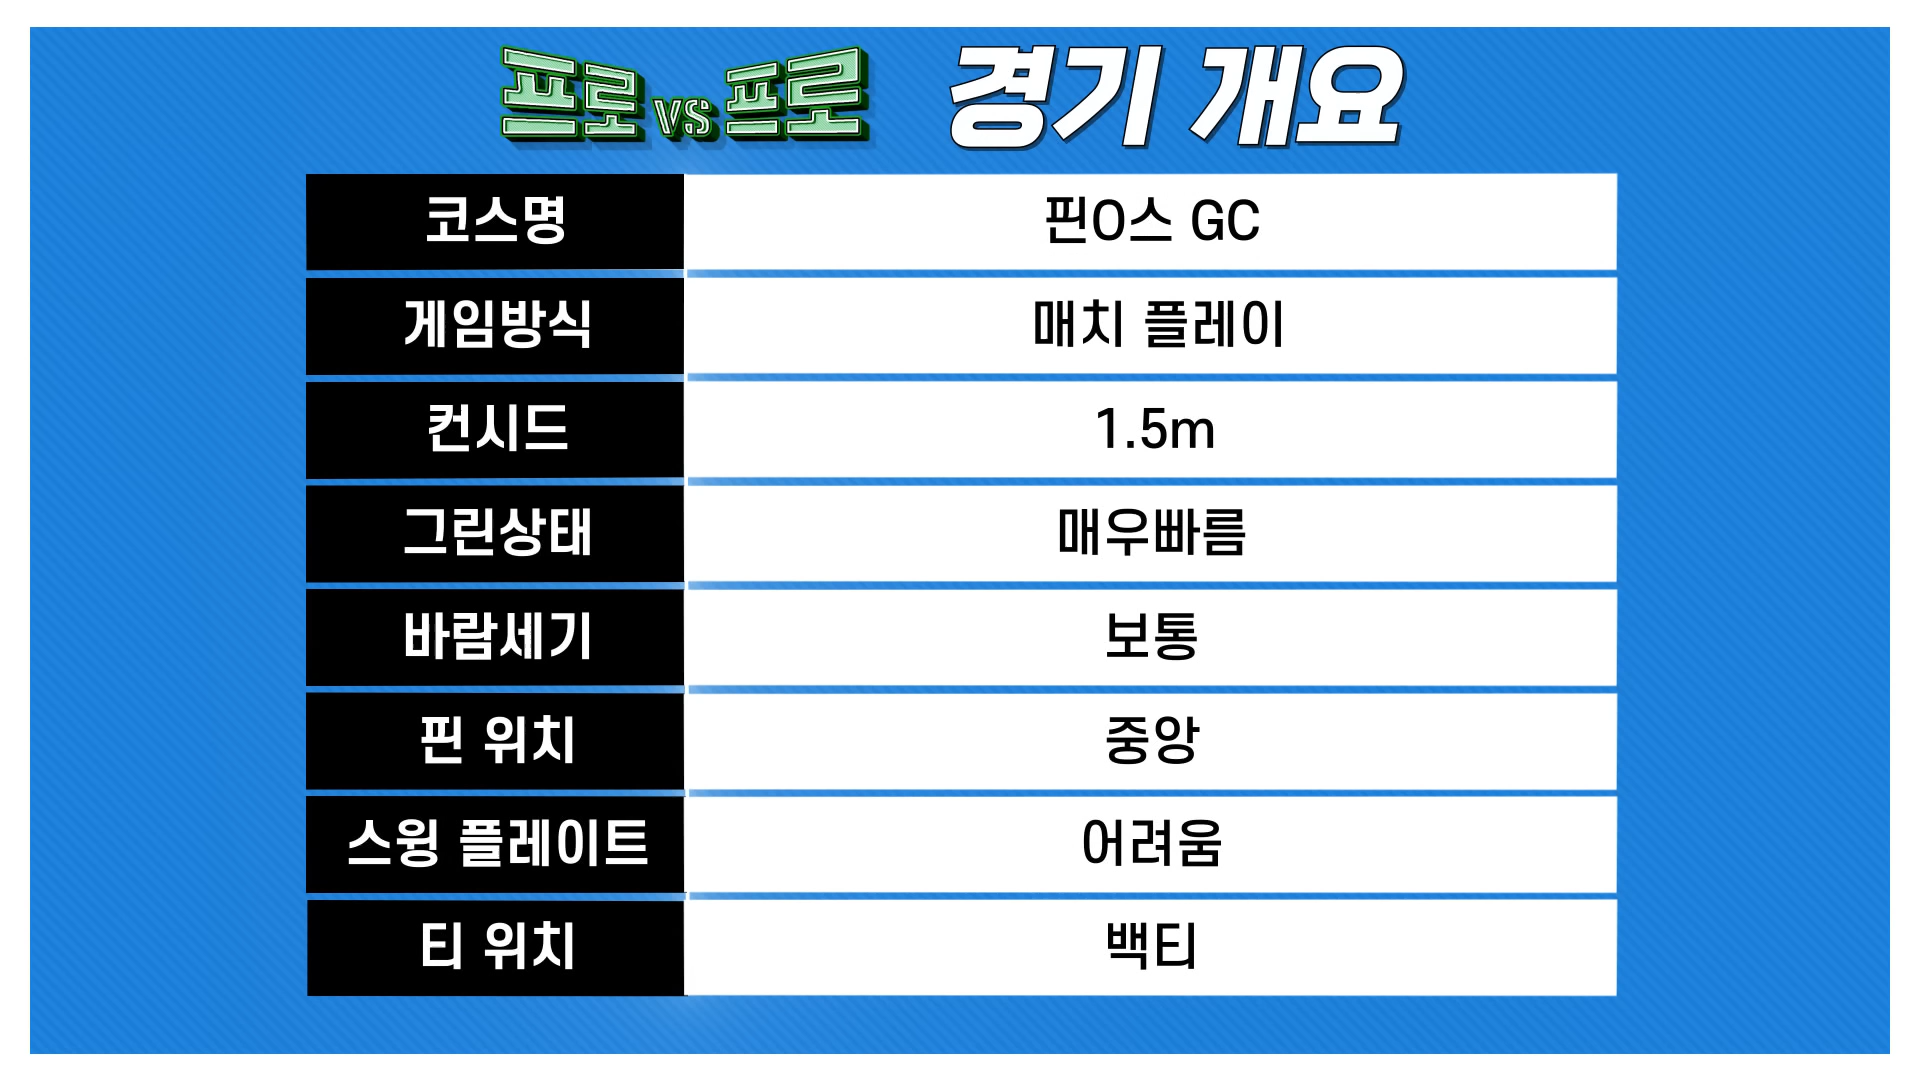 프로 vs 프로 경기 개요
코스명 핀O스 GC
게임방식 매치 플레이
컨시드 1.5m
그린상태 매우빠름
바람세기 보통
핀 위치 중앙
스윙 플레이트 어려움
티 위치 백티